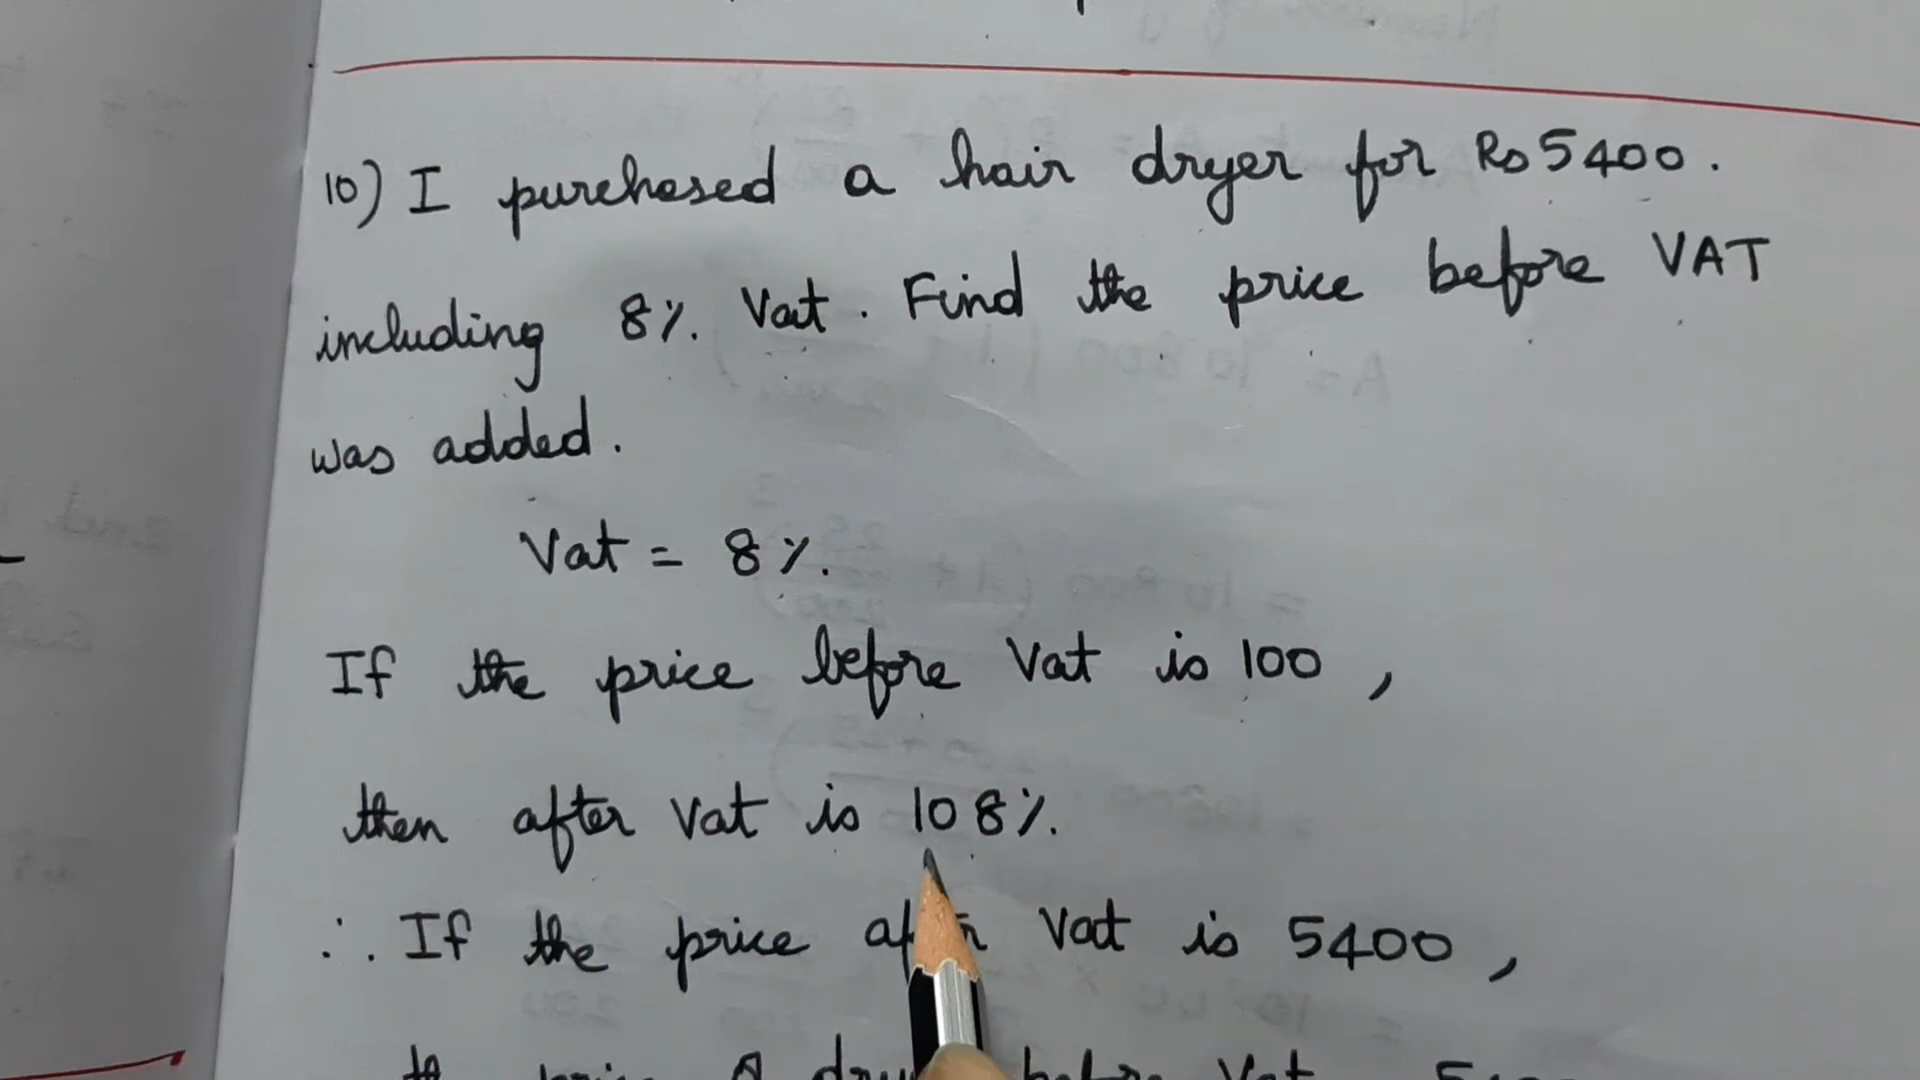 10) I purchased a hair dryer for Rs 5400.
including 8%. Vat. Find the price before VAT
was added.
Vat = 8%.
If the price before Vat is 100,
then after Vat is 108%.
∴ If the price after Vat is 5400,
before Vat